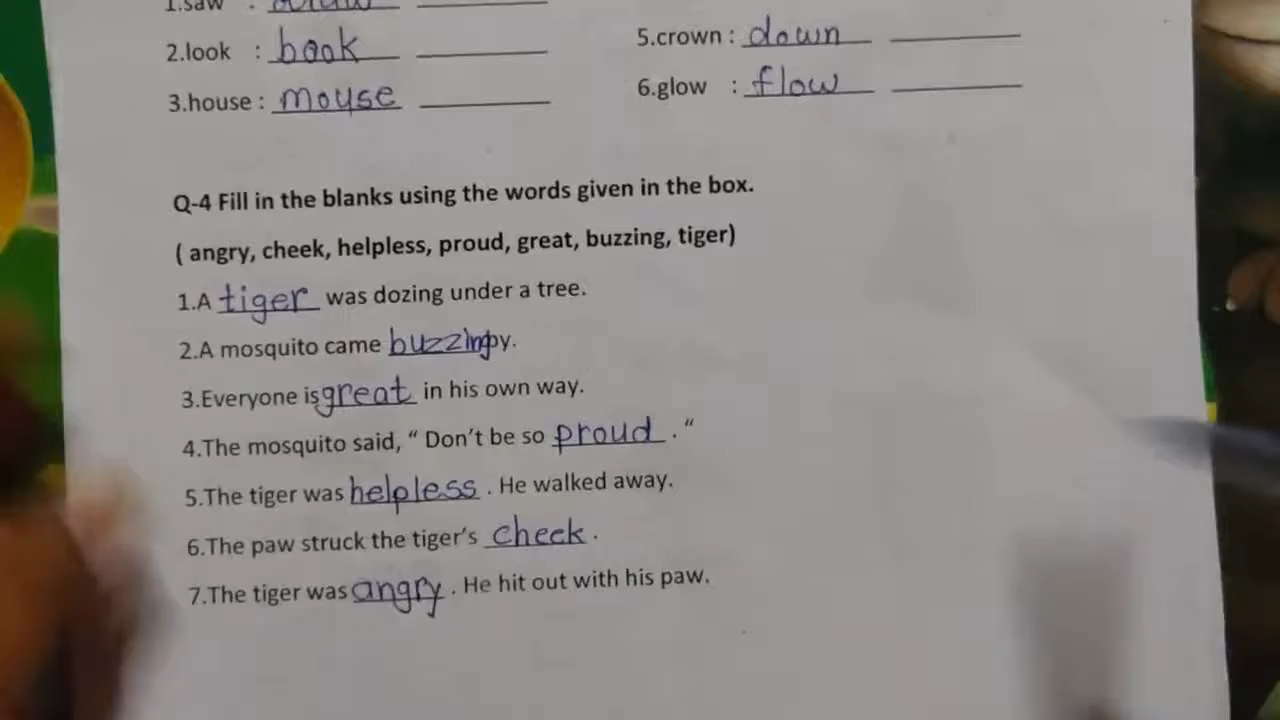 1.saw :
2.look : book
3.house : mouse
5.crown : down
6.glow : flow
Q-4 Fill in the blanks using the words given in the box.
( angry, cheek, helpless, proud, great, buzzing, tiger)
1.A tiger was dozing under a tree.
2.A mosquito came buzzing by.
3.Everyone is great in his own way.
4.The mosquito said, “ Don’t be so proud . “
5.The tiger was helpless . He walked away.
6.The paw struck the tiger’s cheek .
7.The tiger was angry . He hit out with his paw.